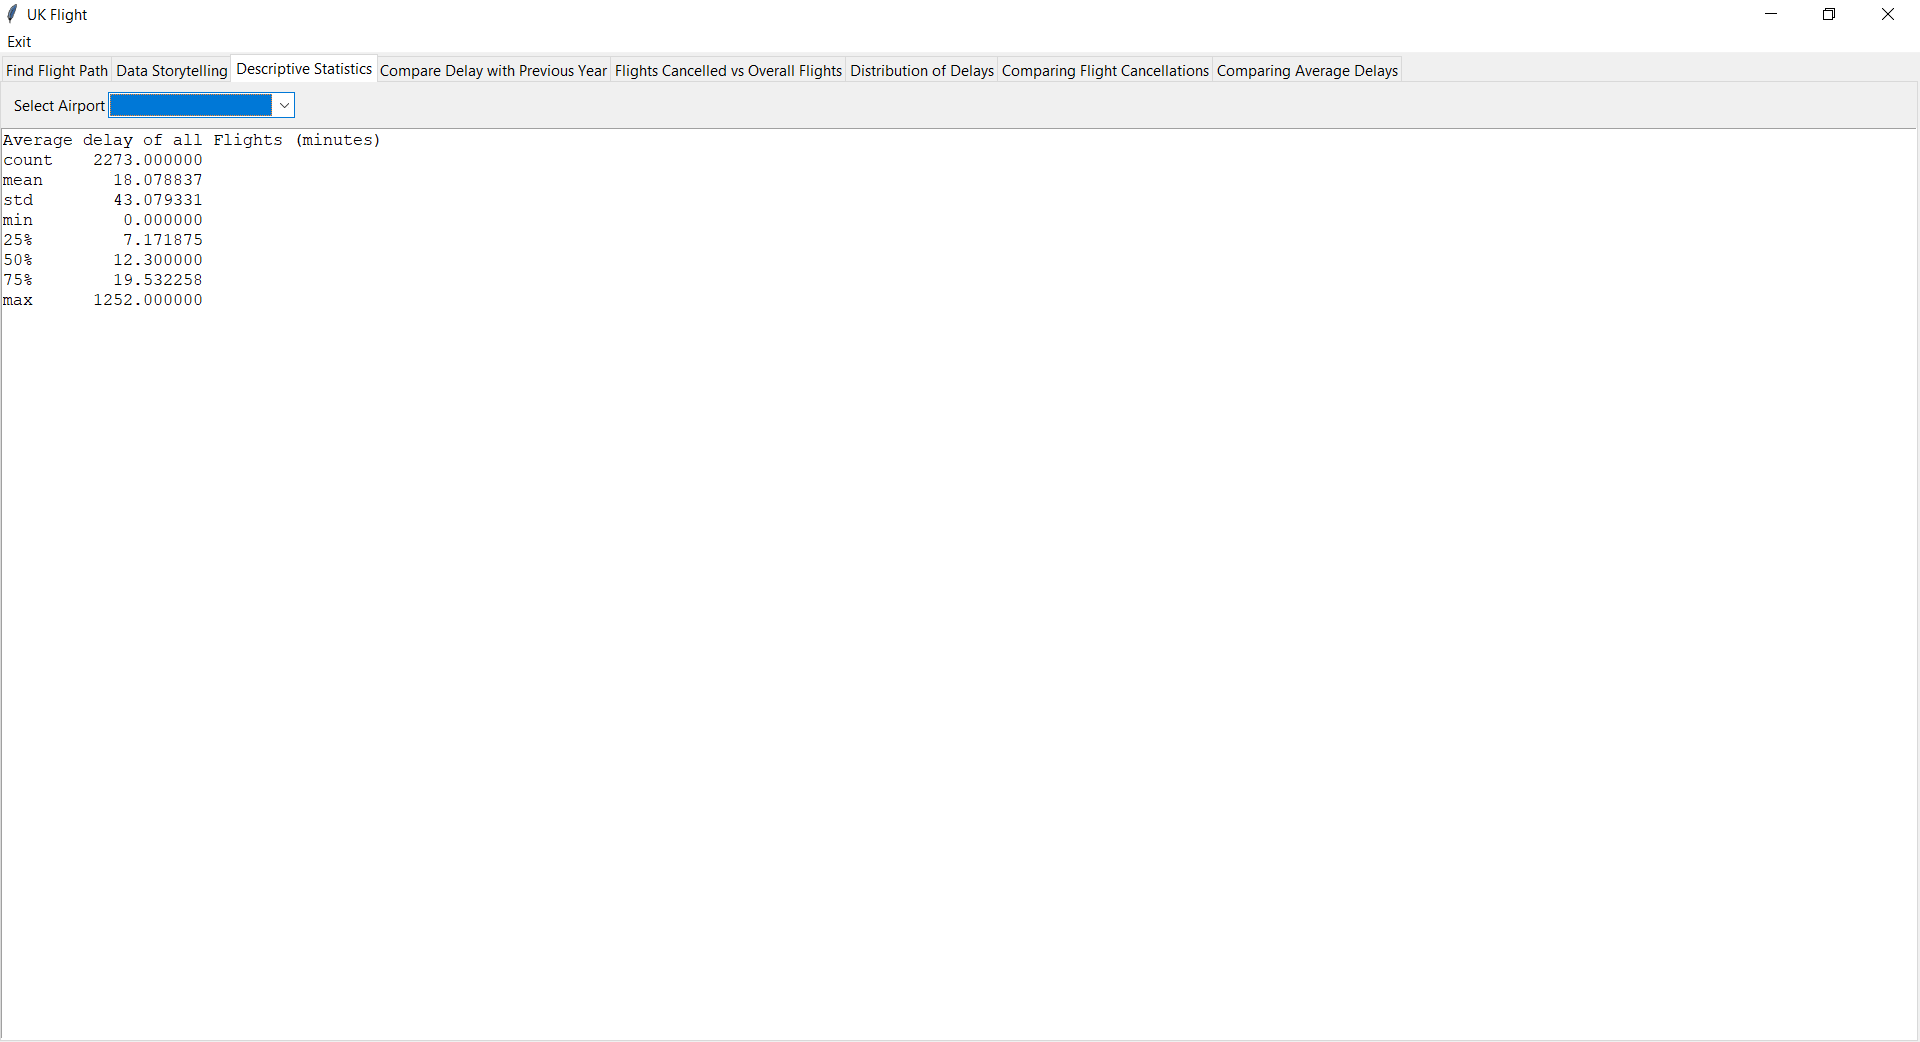 UK Flight
Exit
Find Flight Path Data Storytelling Descriptive Statistics Compare Delay with Previous Year Flights Cancelled vs Overall Flights Distribution of Delays Comparing Flight Cancellations Comparing Average Delays
Select Airport
Average delay of all Flights (minutes)
count 2273.000000
mean 18.078837
std 43.079331
min 0.000000
25% 7.171875
50% 12.300000
75% 19.532258
max 1252.000000